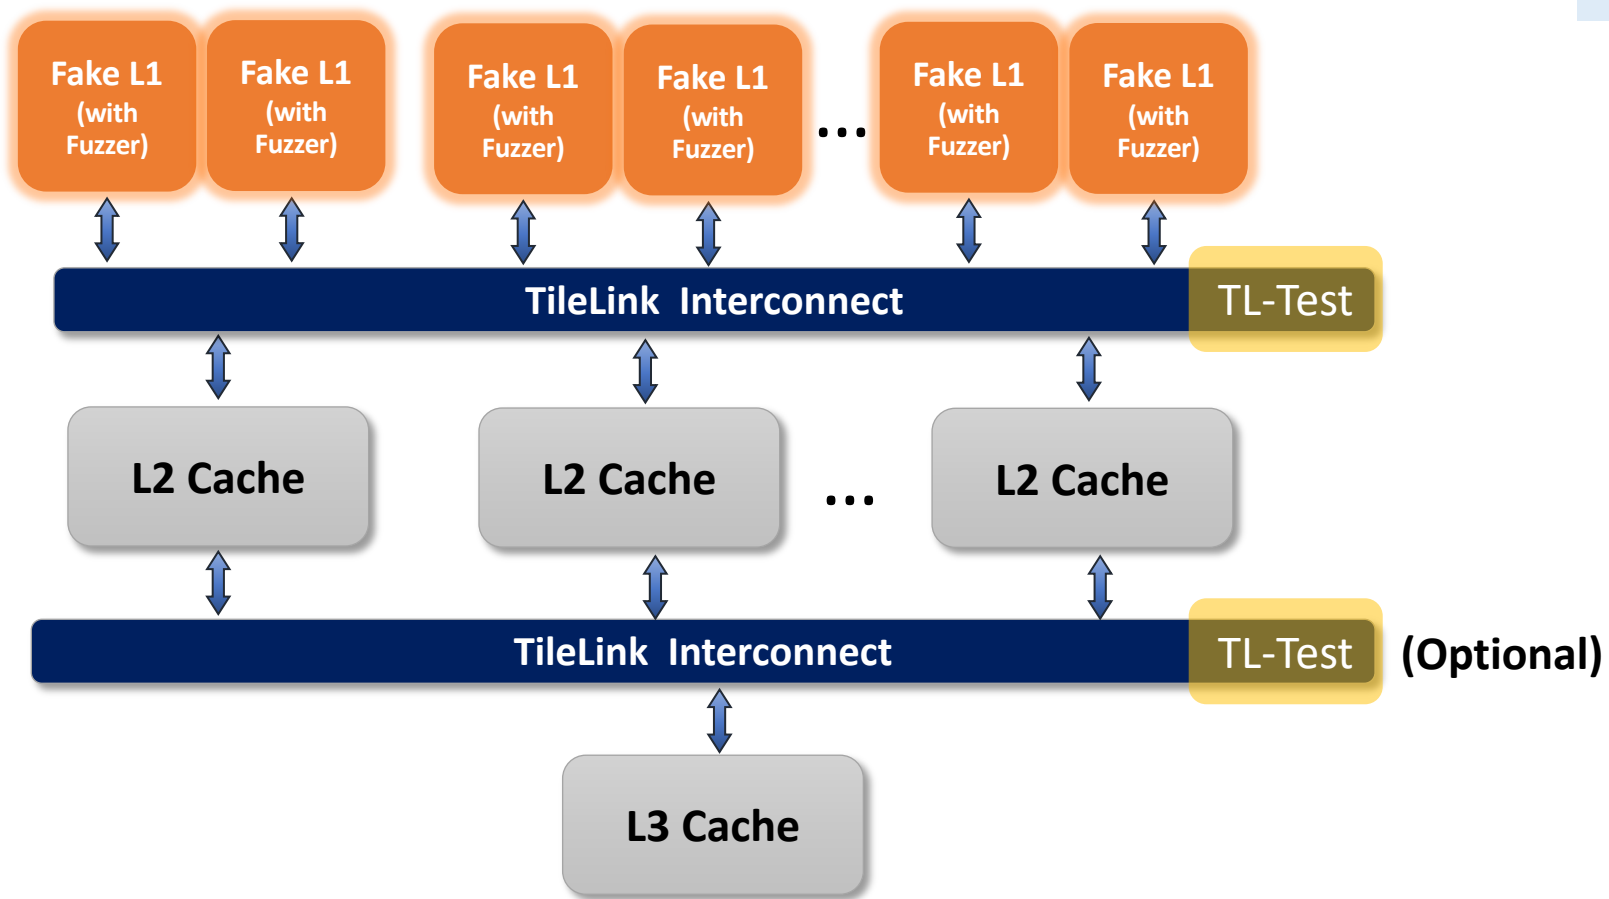 Fake L1
(with
Fuzzer)
Fake L1
(with
Fuzzer)
Fake L1
(with
Fuzzer)
Fake L1
(with
Fuzzer)
...
Fake L1
(with
Fuzzer)
Fake L1
(with
Fuzzer)
TileLink Interconnect
TL-Test
L2 Cache
L2 Cache
...
L2 Cache
TileLink Interconnect
TL-Test
(Optional)
L3 Cache